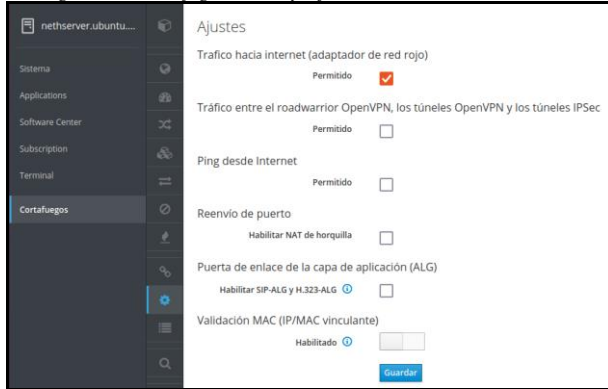 nethserver.ubuntu....
Sistema
Applications
Software Center
Subscription
Terminal
Cortafuegos
Ajustes
Trafico hacia internet (adaptador de red rojo)
Permitido
Tráfico entre el roadwarrior OpenVPN, los túneles OpenVPN y los túneles IPSec
Permitido
Ping desde Internet
Permitido
Reenvío de puerto
Habilitar NAT de horquilla
Puerta de enlace de la capa de aplicación (ALG)
Habilitar SIP-ALG y H.323-ALG
Validación MAC (IP/MAC vinculante)
Habilitado
Guardar